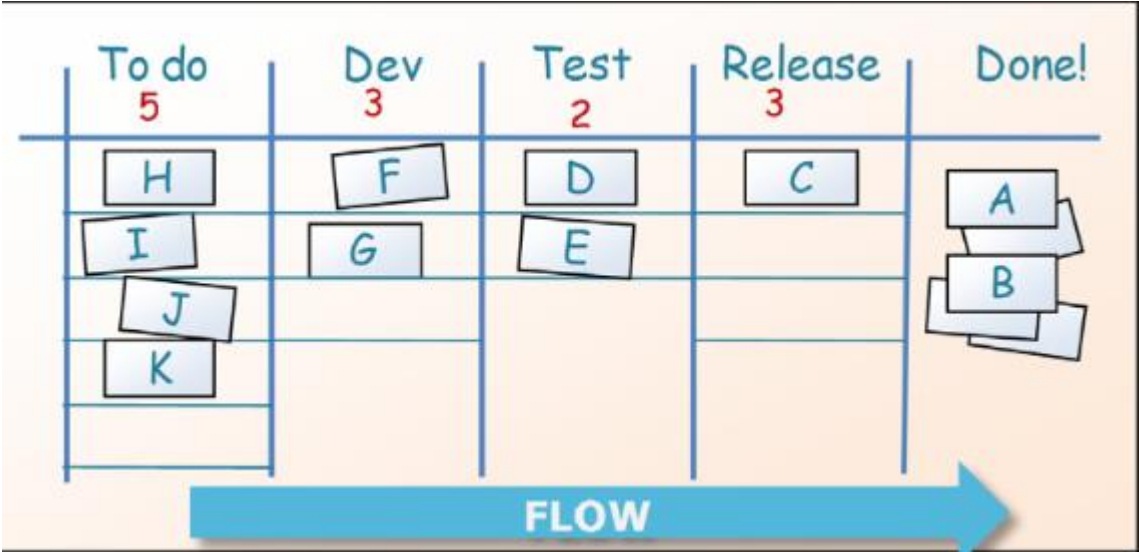 To do Dev Test Release Done!
5 3 2 3
H F D C A
I G E B
J
K
FLOW